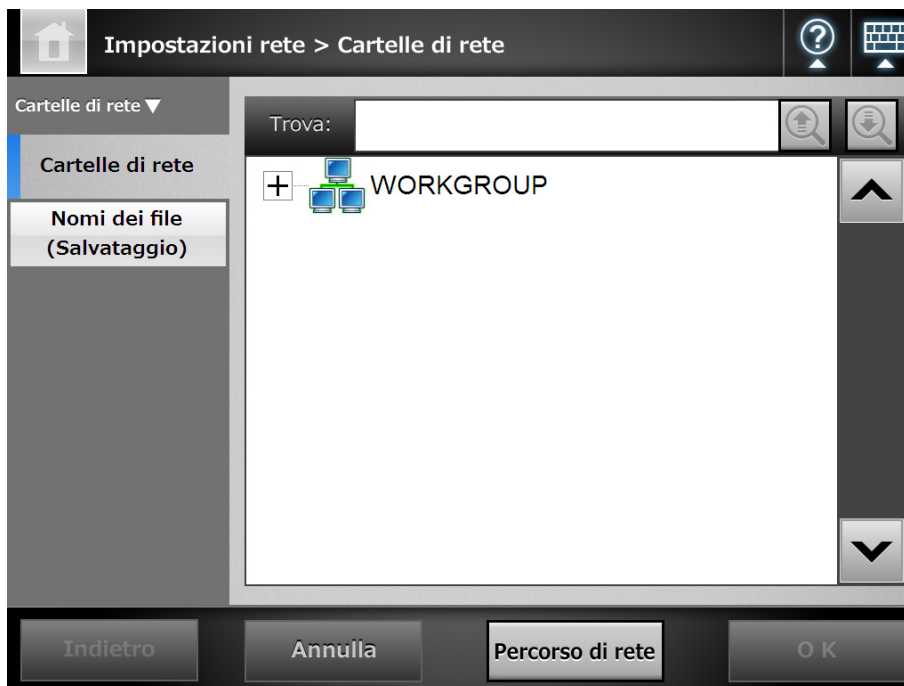 Impostazioni rete > Cartelle di rete
Cartelle di rete ▼
Cartelle di rete
Nomi dei file
(Salvataggio)
Trova:
WORKGROUP
Indietro
Annulla
Percorso di rete
O K